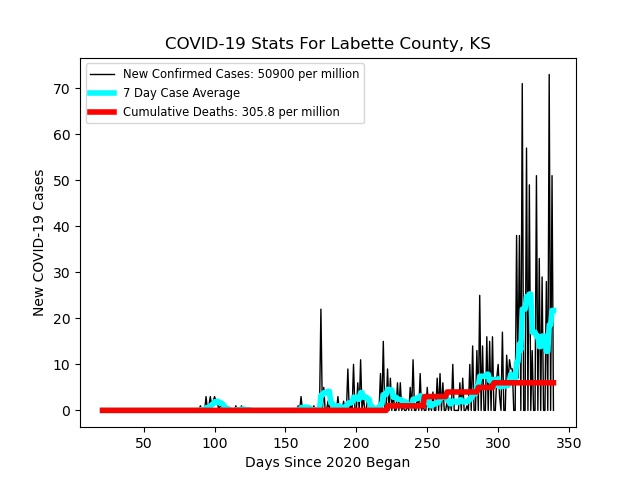 COVID-19 Stats For Labette County, KS
New Confirmed Cases: 50900 per million
7 Day Case Average
Cumulative Deaths: 305.8 per million
New COVID-19 Cases
70
60
50
40
30
20
10
0
50 100 150 200 250 300 350
Days Since 2020 Began